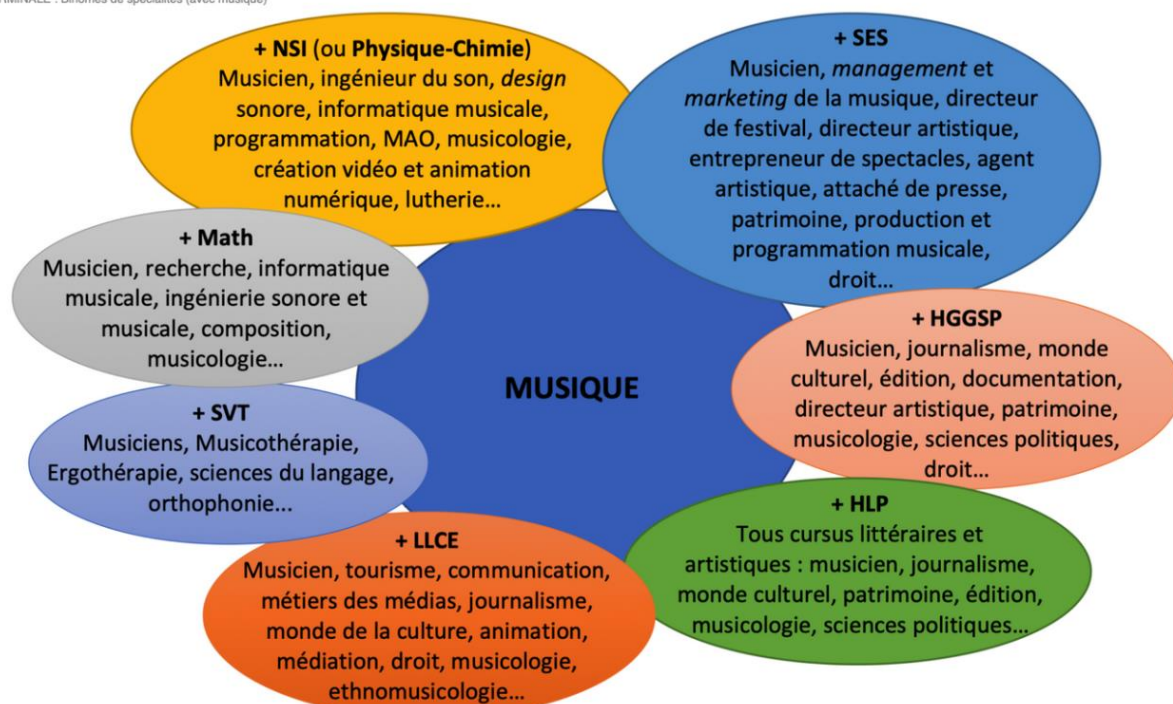 Binômes de spécialités (avec musique)
+ NSI (ou Physique-Chimie)
Musicien, ingénieur du son, design
sonore, informatique musicale,
programmation, MAO, musicologie,
création vidéo et animation
numérique, lutherie…
+ SES
Musicien, management et
marketing de la musique, directeur
de festival, directeur artistique,
entrepreneur de spectacles, agent
artistique, attaché de presse,
patrimoine, production et
programmation musicale,
droit…
+ Math
Musicien, recherche, informatique
musicale, ingénierie sonore et
musicale, composition,
musicologie…
MUSIQUE
+ HGGSP
Musicien, journalisme, monde
culturel, édition, documentation,
directeur artistique, patrimoine,
musicologie, sciences politiques,
droit…
+ SVT
Musiciens, Musicothérapie,
Ergothérapie, sciences du langage,
orthophonie...
+ HLP
Tous cursus littéraires et
artistiques : musicien, journalisme,
monde culturel, patrimoine, édition,
musicologie, sciences politiques…
+ LLCE
Musicien, tourisme, communication,
métiers des médias, journalisme,
monde de la culture, animation,
médiation, droit, musicologie,
ethnomusicologie…